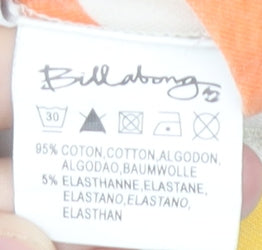 Billabong
30
95% COTON,COTTON,ALGODON,
ALGODAO,BAUMWOLLE
5% ELASTHANNE,ELASTANE,
ELASTANO,ELASTANO,
ELASTHAN